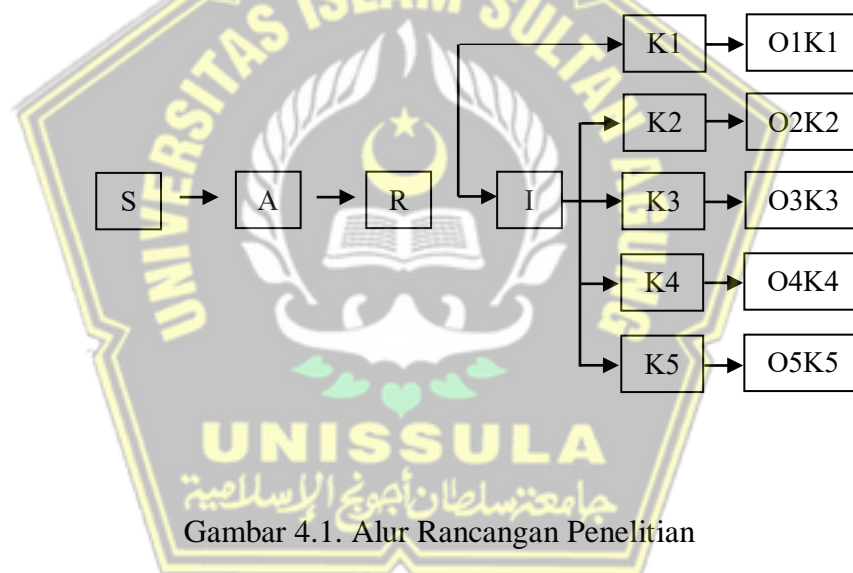 UNIVERSITAS ISLAM SULTAN AGUNG
K1 O1K1
K2 O2K2
S A R I K3 O3K3
K4 O4K4
K5 O5K5
UNISSULA
جامعة سلطان أجونج الإسلامية
Gambar 4.1. Alur Rancangan Penelitian